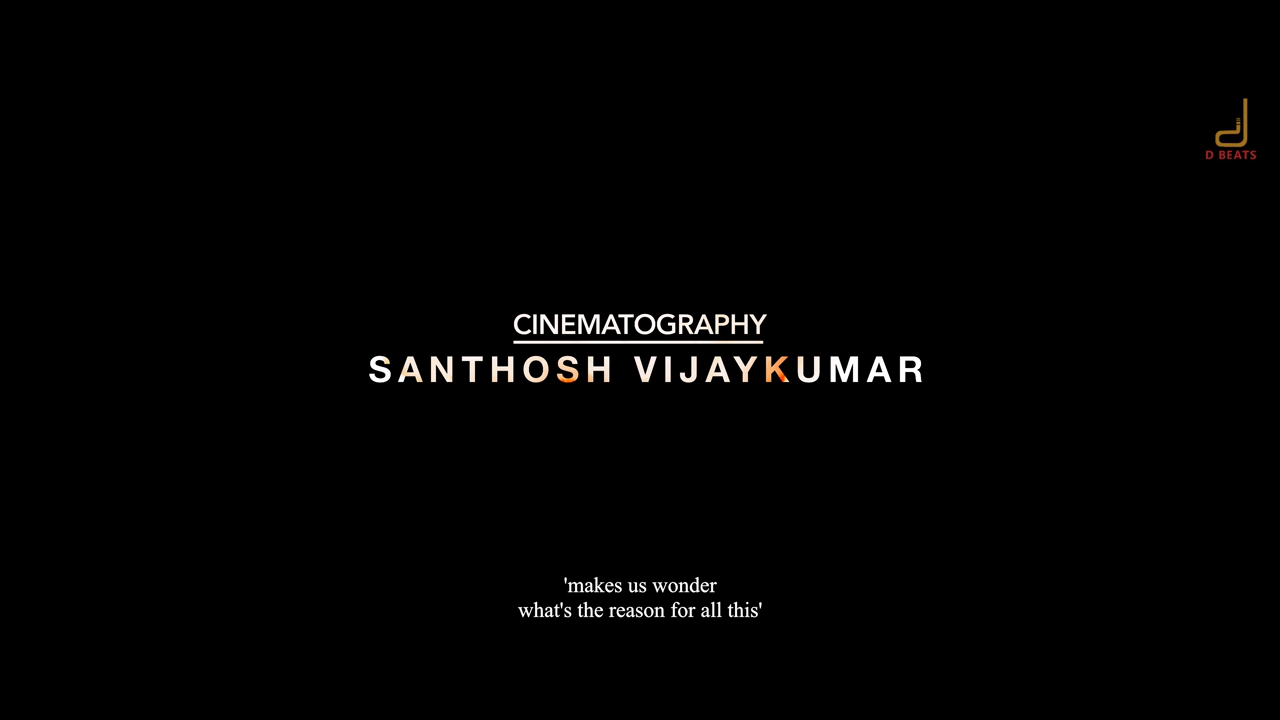 D BEATS
CINEMATOGRAPHY
SANTHOSH VIJAYKUMAR
'makes us wonder
what's the reason for all this'